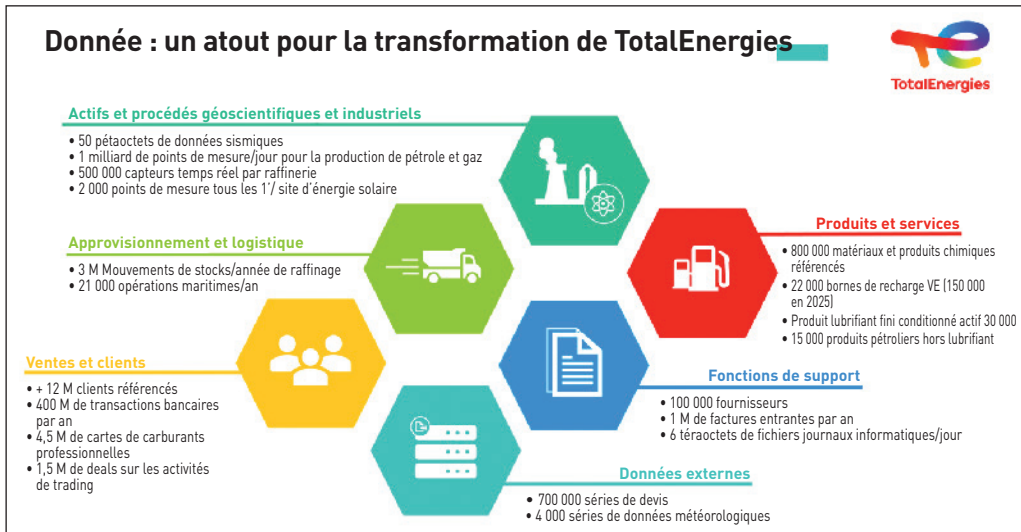 Donnée : un atout pour la transformation de TotalEnergies
TotalEnergies
Actifs et procédés géoscientifiques et industriels
• 50 pétaoctets de données sismiques
• 1 milliard de points de mesure/jour pour la production de pétrole et gaz
• 500 000 capteurs temps réel par raffinerie
• 2 000 points de mesure tous les 1’/ site d’énergie solaire
Approvisionnement et logistique
• 3 M Mouvements de stocks/année de raffinage
• 21 000 opérations maritimes/an
Produits et services
• 800 000 matériaux et produits chimiques
référencés
• 22 000 bornes de recharge VE (150 000
en 2025)
• Produit lubrifiant fini conditionné actif 30 000
• 15 000 produits pétroliers hors lubrifiant
Ventes et clients
• + 12 M clients référencés
• 400 M de transactions bancaires
par an
• 4,5 M de cartes de carburants
professionnelles
• 1,5 M de deals sur les activités
de trading
Fonctions de support
• 100 000 fournisseurs
• 1 M de factures entrantes par an
• 6 téraoctets de fichiers journaux informatiques/jour
Données externes
• 700 000 séries de devis
• 4 000 séries de données météorologiques